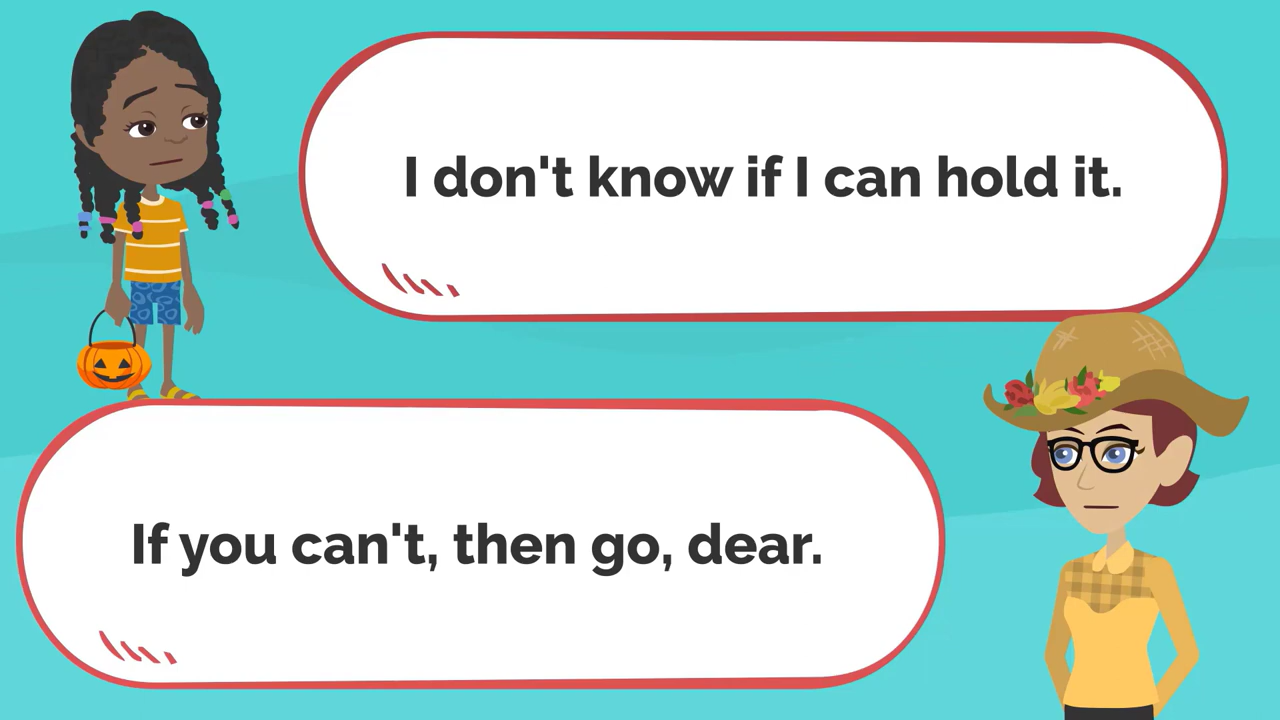 I don't know if I can hold it.
If you can't, then go, dear.